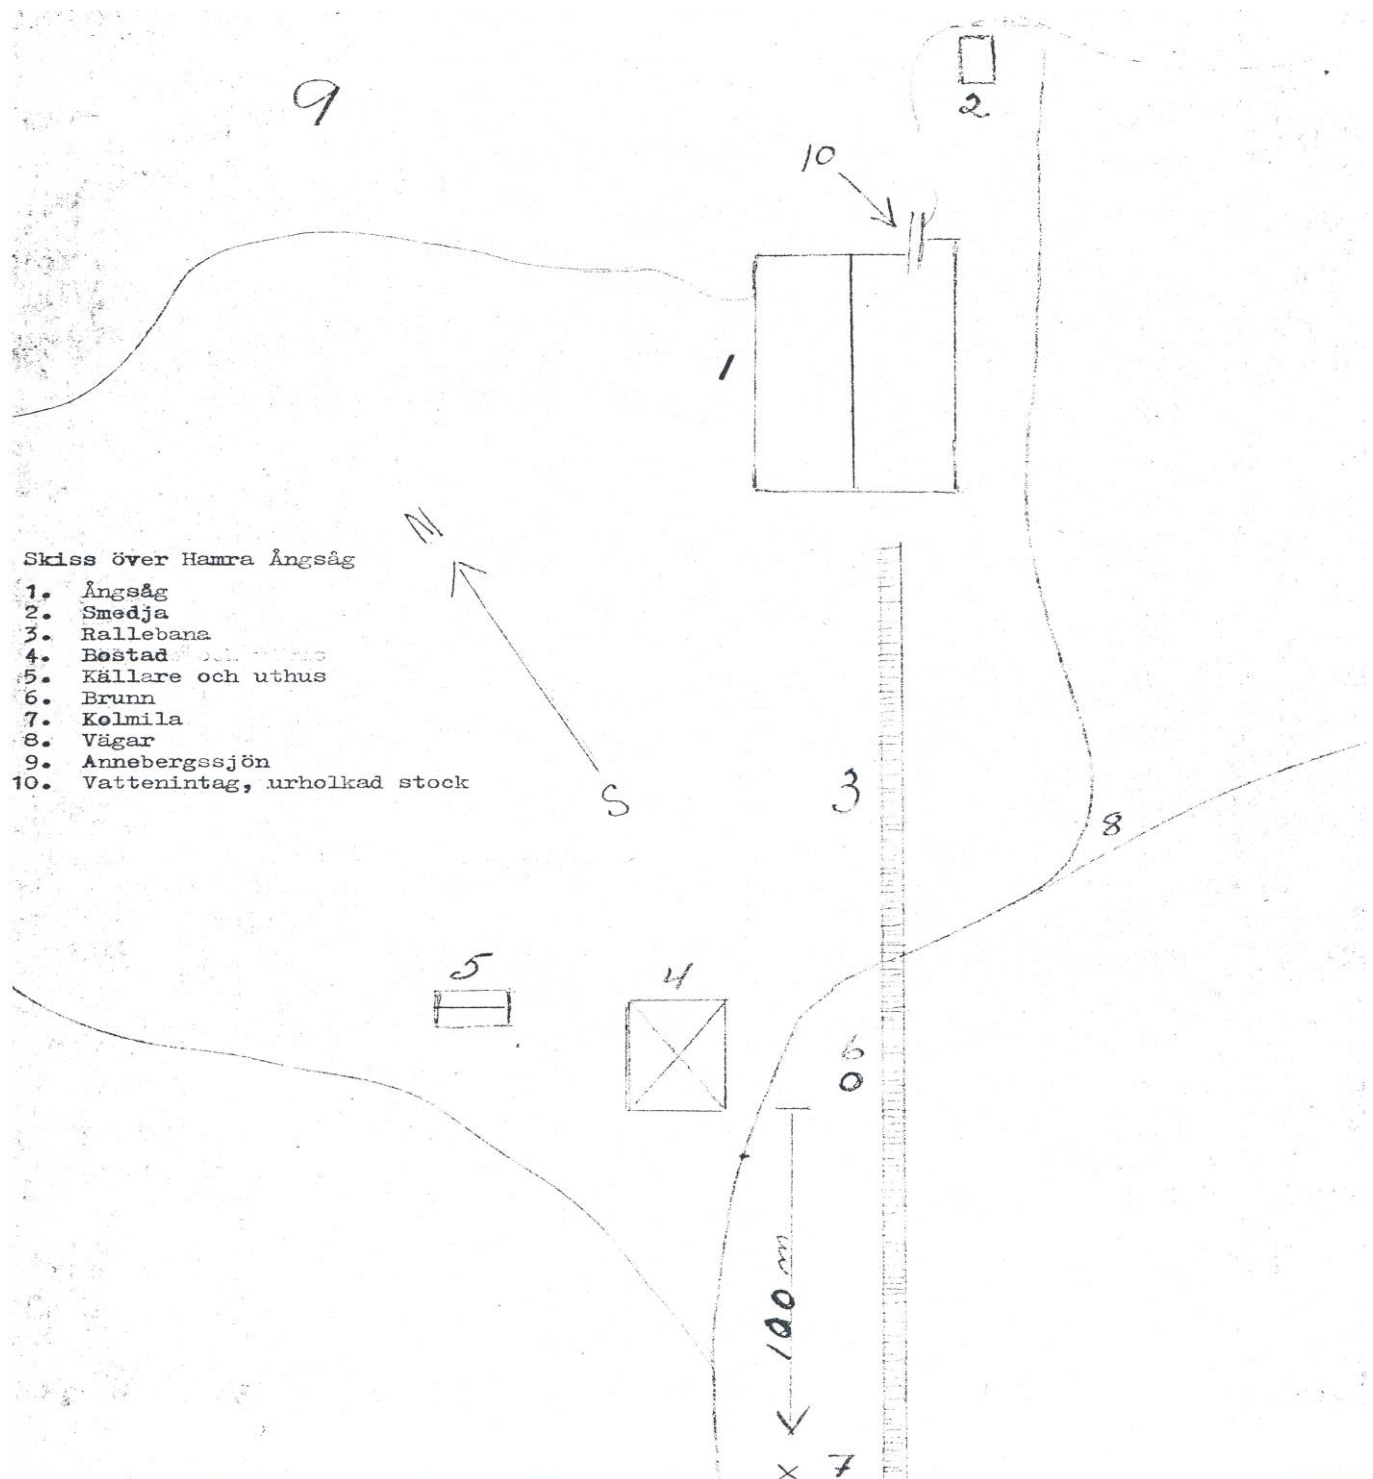 9
2
10
1
N
Skiss över Hamra Ångsåg
1. Ångsåg
2. Smedja
3. Rallebana
4. Bostad
5. Källare och uthus
6. Brunn
7. Kolmila
8. Vägar
9. Annebergssjön
10. Vattenintag, urholkad stock
S
3
8
5
4
6
100 m
7